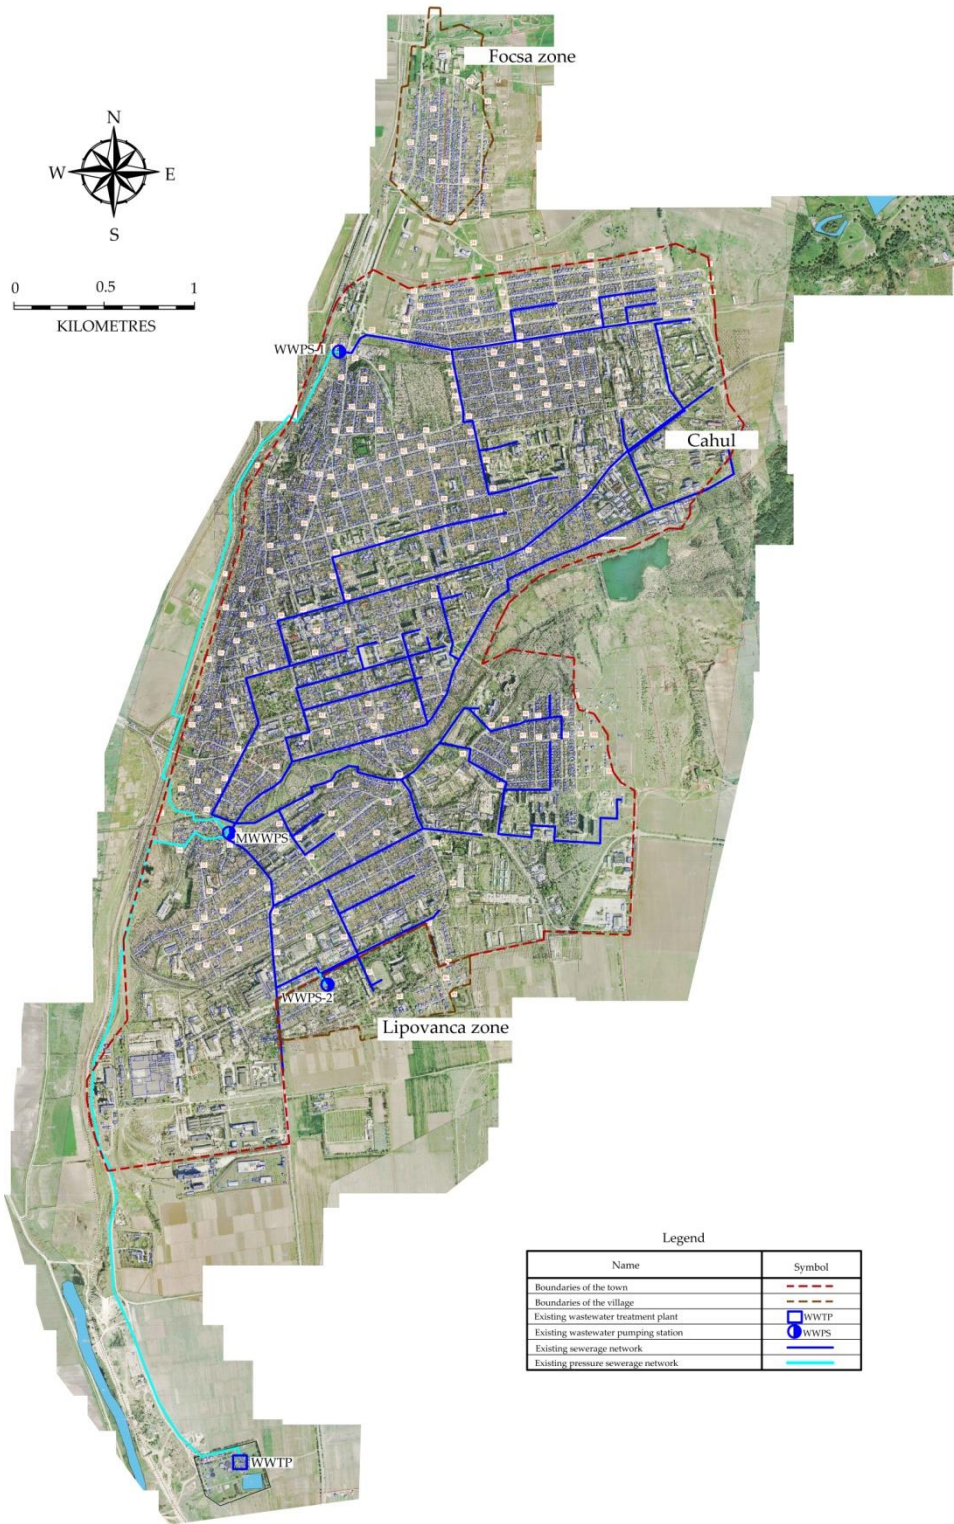 Focsa zone
N
W E
S
0 0.5 1
KILOMETRES
WWPS-1
Cahul
MWWPS
WWPS-2
Lipovanca zone
WWTP
Legend
Name Symbol
Boundaries of the town
Boundaries of the village
Existing wastewater treatment plant WWTP
Existing wastewater pumping station WWPS
Existing sewerage network
Existing pressure sewerage network